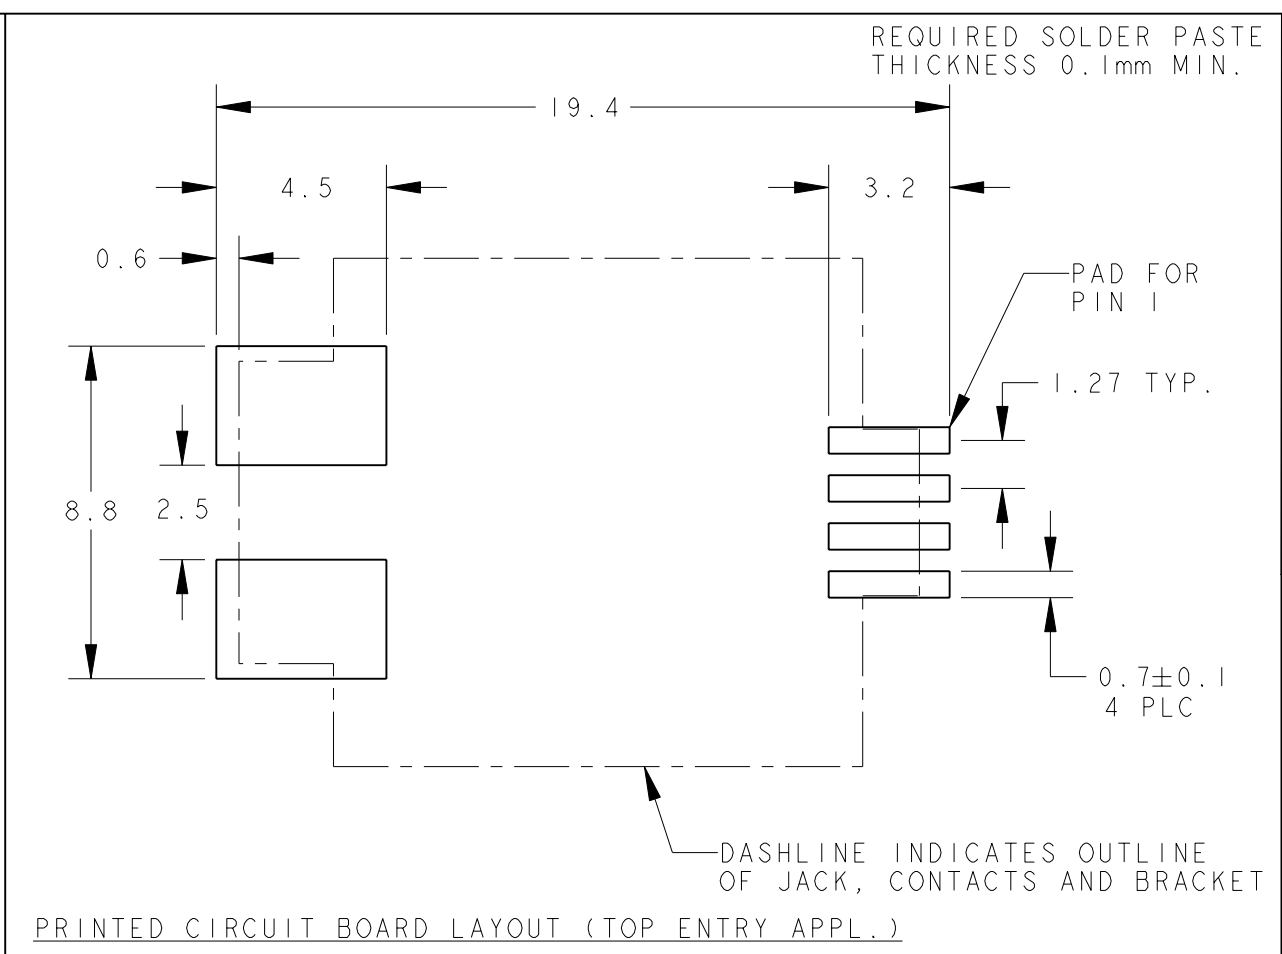 REQUIRED SOLDER PASTE
THICKNESS 0.1mm MIN.
19.4
4.5
3.2
0.6
PAD FOR
PIN 1
1.27 TYP.
8.8
2.5
0.7±0.1
4 PLC
DASHLINE INDICATES OUTLINE
OF JACK, CONTACTS AND BRACKET
PRINTED CIRCUIT BOARD LAYOUT (TOP ENTRY APPL.)